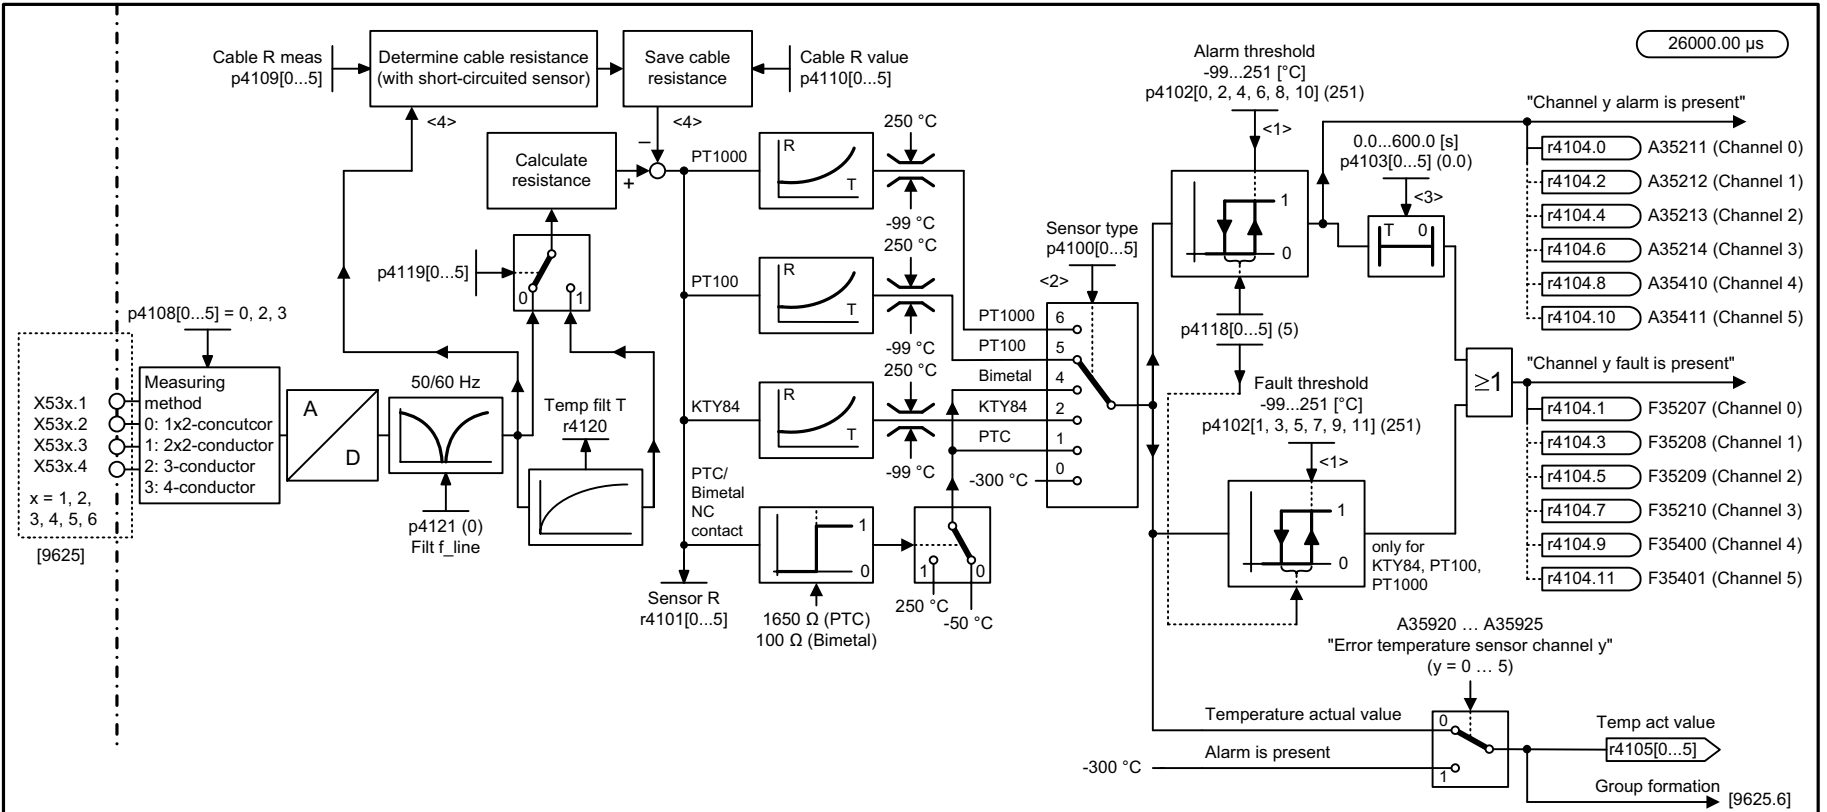 26000.00 µs
Cable R meas
p4109[0...5]
Determine cable resistance
(with short-circuited sensor)
Save cable
resistance
Cable R value
p4110[0...5]
<4>
<4>
Calculate
resistance
–
+
p4119[0...5]
0
1
p4108[0...5] = 0, 2, 3
X53x.1
X53x.2
X53x.3
X53x.4
x = 1, 2,
3, 4, 5, 6
[9625]
Measuring
method
0: 1x2-concutcor
1: 2x2-conductor
2: 3-conductor
3: 4-conductor
A
D
50/60 Hz
p4121 (0)
Filt f_line
Temp filt T
r4120
PT1000
R
T
250 °C
-99 °C
PT100
R
T
250 °C
-99 °C
KTY84
R
T
250 °C
-99 °C
PTC/
Bimetal
NC
contact
1
0
Sensor R
r4101[0...5]
1650 Ω (PTC)
100 Ω (Bimetal)
1
0
250 °C
-50 °C
Sensor type
p4100[0...5]
<2>
PT1000
6
PT100
5
Bimetal
4
KTY84
2
PTC
1
-300 °C
0
Alarm threshold
-99...251 [°C]
p4102[0, 2, 4, 6, 8, 10] (251)
<1>
1
0
p4118[0...5] (5)
0.0...600.0 [s]
p4103[0...5] (0.0)
<3>
T
0
Fault threshold
-99...251 [°C]
p4102[1, 3, 5, 7, 9, 11] (251)
<1>
1
0
only for
KTY84, PT100,
PT1000
≥1
"Channel y alarm is present"
r4104.0 A35211 (Channel 0)
r4104.2 A35212 (Channel 1)
r4104.4 A35213 (Channel 2)
r4104.6 A35214 (Channel 3)
r4104.8 A35410 (Channel 4)
r4104.10 A35411 (Channel 5)
"Channel y fault is present"
r4104.1 F35207 (Channel 0)
r4104.3 F35208 (Channel 1)
r4104.5 F35209 (Channel 2)
r4104.7 F35210 (Channel 3)
r4104.9 F35400 (Channel 4)
r4104.11 F35401 (Channel 5)
A35920 … A35925
"Error temperature sensor channel y"
(y = 0 … 5)
Temperature actual value
0
Alarm is present
-300 °C
1
Temp act value
r4105[0...5]
Group formation
[9625.6]